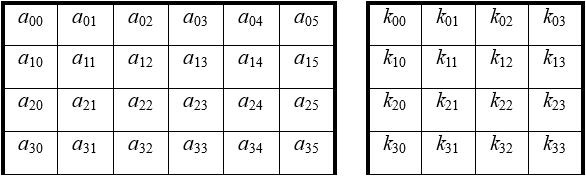 a00 a01 a02 a03 a04 a05 k00 k01 k02 k03
a10 a11 a12 a13 a14 a15 k10 k11 k12 k13
a20 a21 a22 a23 a24 a25 k20 k21 k22 k23
a30 a31 a32 a33 a34 a35 k30 k31 k32 k33